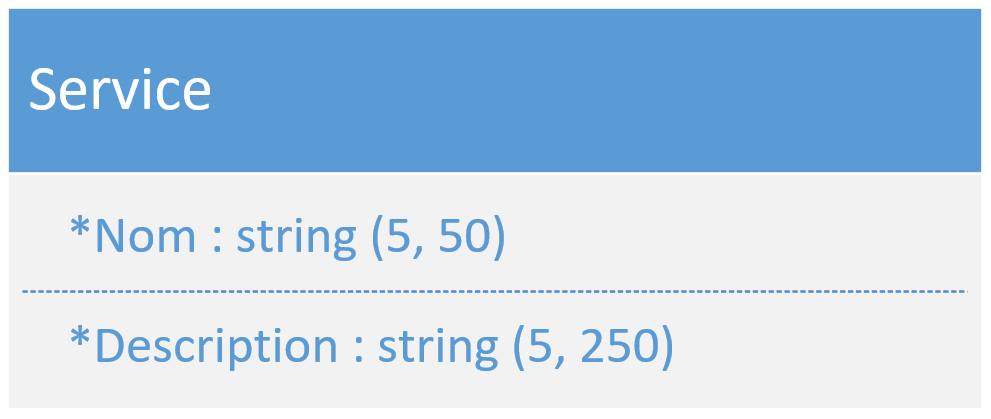 Service
*Nom : string (5, 50)
*Description : string (5, 250)